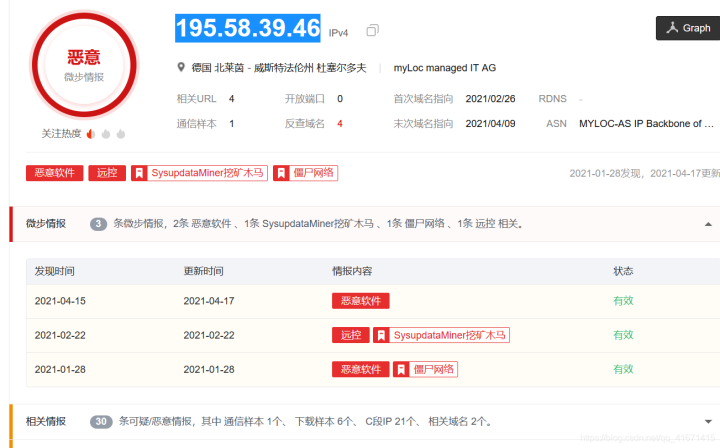 195.58.39.46 IPv4
Graph
恶意
微步情报
德国 北莱茵 - 威斯特法伦州 杜塞尔多夫 myLoc managed IT AG
相关URL 4 开放端口 0 首次域名指向 2021/02/26 RDNS -
通信样本 1 反查域名 4 末次域名指向 2021/04/09 ASN MYLOC-AS IP Backbone of ...
关注热度
恶意软件 远控 SysupdataMiner挖矿木马 僵尸网络 2021-01-28发现，2021-04-17更新
微步情报 3 条微步情报，2条 恶意软件 、1条 SysupdataMiner挖矿木马 、1条 僵尸网络 、1条 远控 相关。
发现时间 更新时间 情报内容 状态
2021-04-15 2021-04-17 恶意软件 有效
2021-02-22 2021-02-22 远控 SysupdataMiner挖矿木马 有效
2021-01-28 2021-01-28 恶意软件 僵尸网络 有效
相关情报 30 条可疑/恶意情报，其中 通信样本 1个、 下载样本 6个、 C段IP 21个、 相关域名 2个。